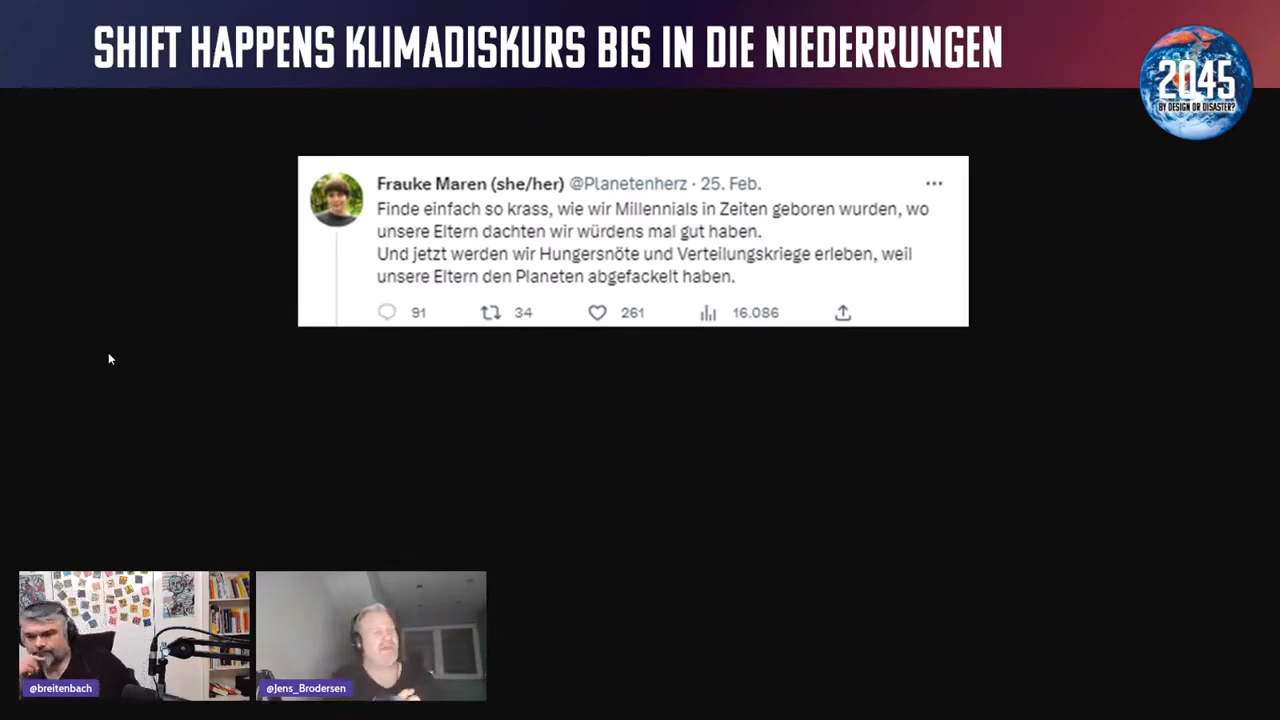 SHIFT HAPPENS KLIMADISKURS BIS IN DIE NIEDERRUNGEN
2045
BY DESIGN OR DISASTER?
Frauke Maren (she/her) @Planetenherz · 25. Feb.
Finde einfach so krass, wie wir Millennials in Zeiten geboren wurden, wo
unsere Eltern dachten wir würdens mal gut haben.
Und jetzt werden wir Hungersnöte und Verteilungskriege erleben, weil
unsere Eltern den Planeten abgefackelt haben.
91 34 261 16.086
@breitenbach
@Jens_Brodersen